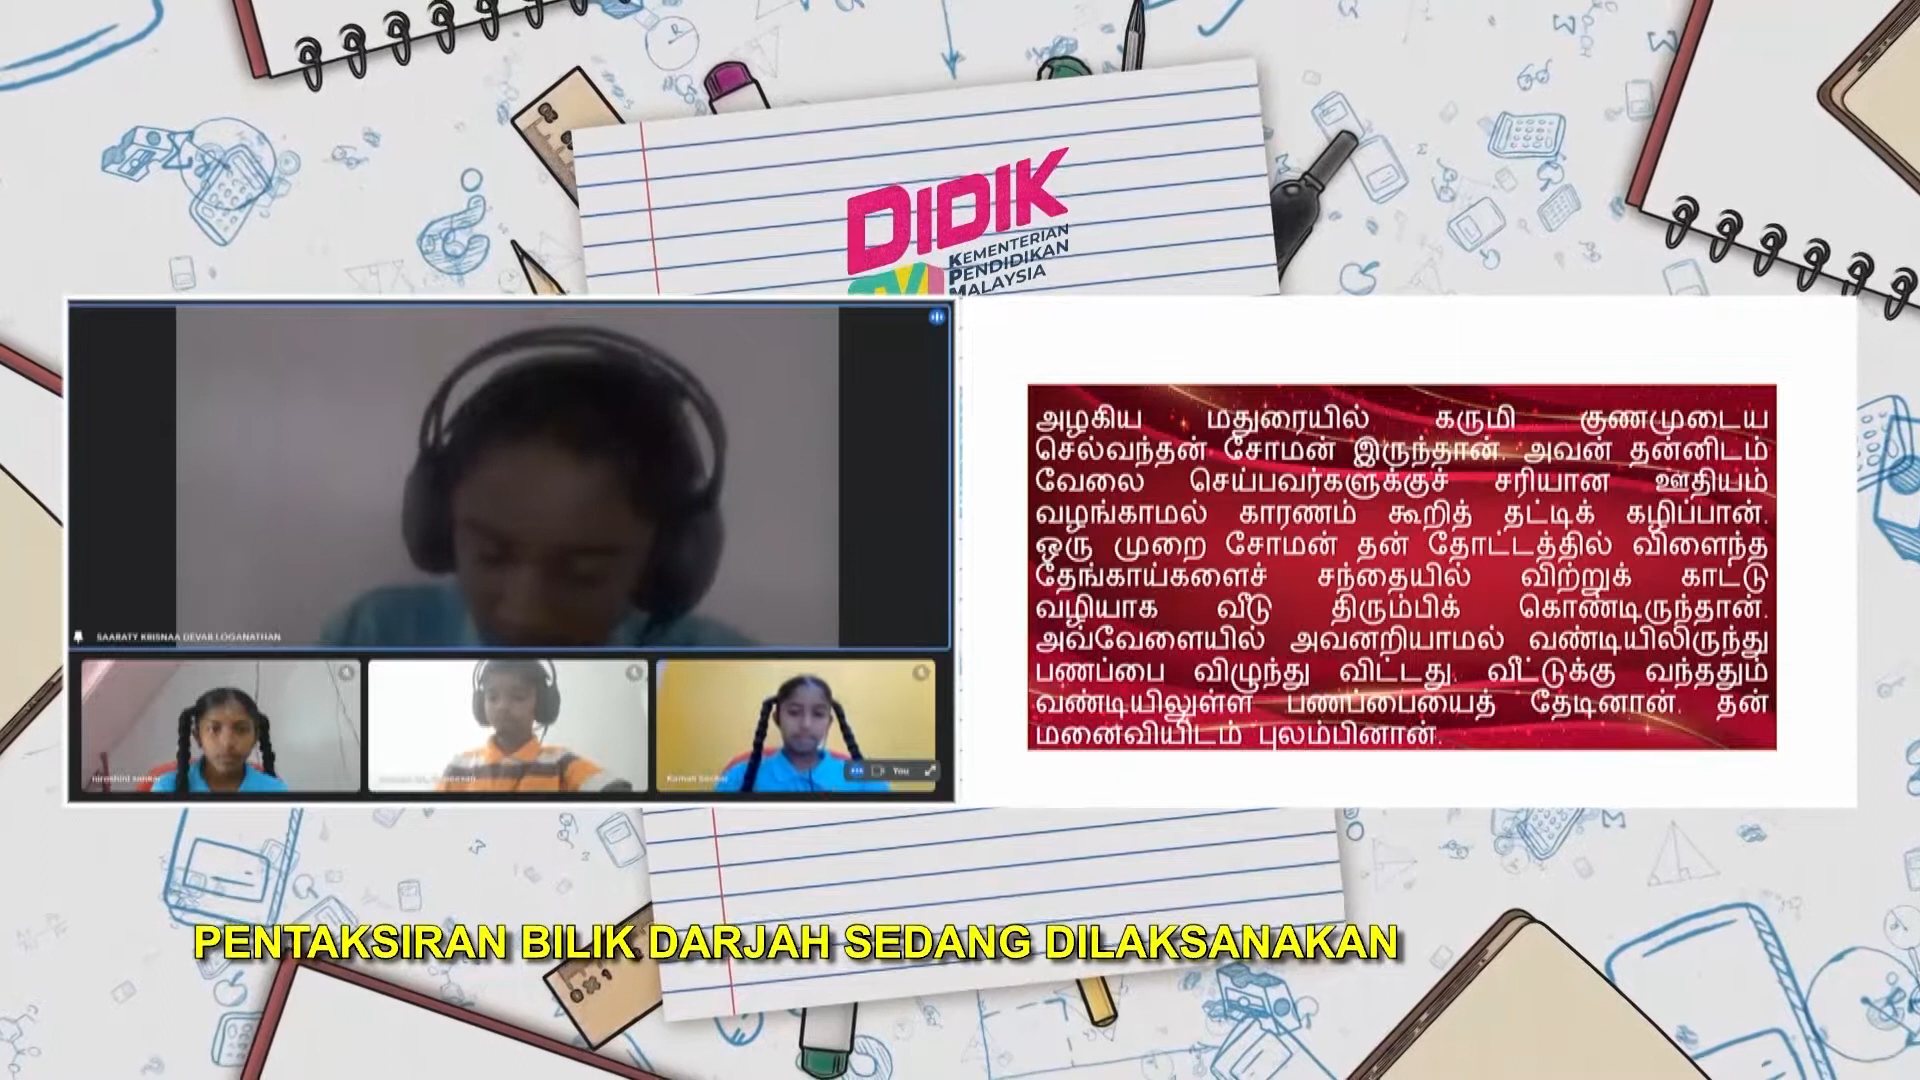 DIDIK
KEMENTERIAN
PENDIDIKAN
MALAYSIA
SAARATY KRISNAA DEVAR LOGANATHAN
You
அழகிய மதுரையில் கருமி குணமுடைய
செல்வந்தன் சோமன் இருந்தான். அவன் தன்னிடம்
வேலை செய்பவர்களுக்குச் சரியான ஊதியம்
வழங்காமல் காரணம் கூறித் தட்டிக் கழிப்பான்.
ஒரு முறை சோமன் தன் தோட்டத்தில் விளைந்த
தேங்காய்களைச் சந்தையில் விற்றுக் காட்டு
வழியாக வீடு திரும்பிக் கொண்டிருந்தான்.
அவ்வேளையில் அவனறியாமல் வண்டியிலிருந்து
பணப்பை விழுந்து விட்டது. வீட்டுக்கு வந்ததும்
வண்டியிலுள்ள பணப்பையைத் தேடினான். தன்
மனைவியிடம் புலம்பினான்.
PENTAKSIRAN BILIK DARJAH SEDANG DILAKSANAKAN